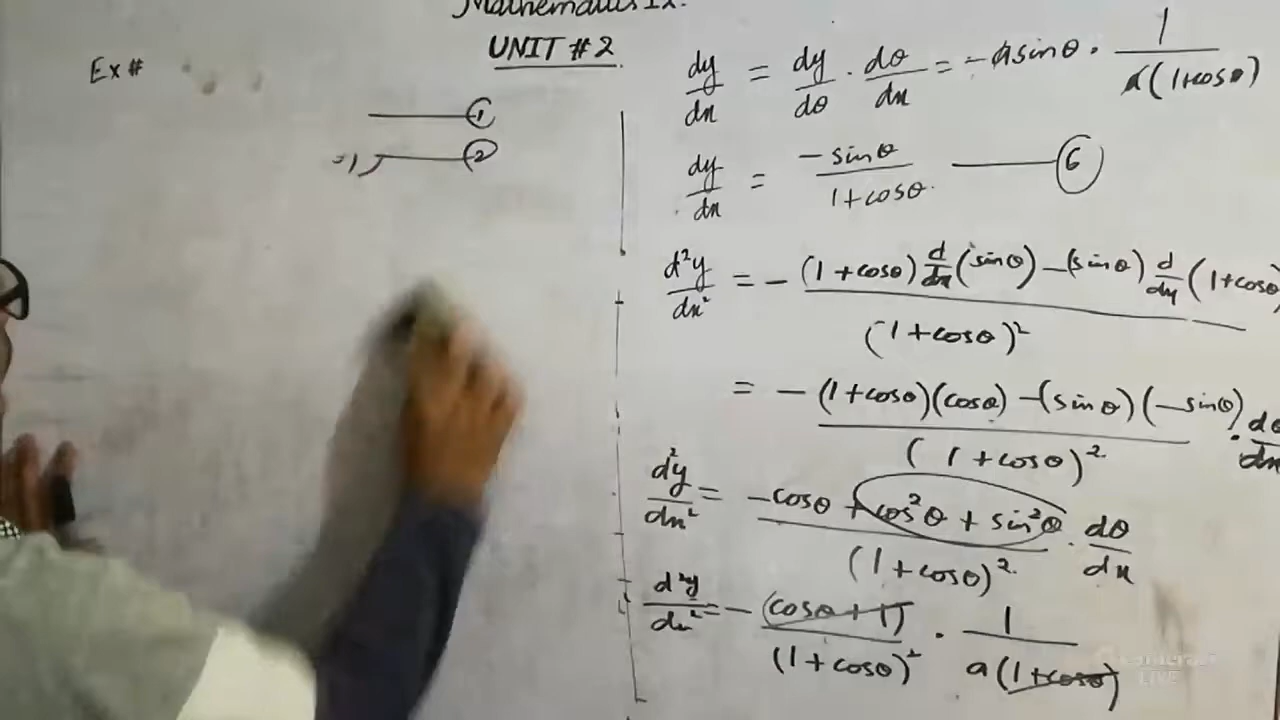 Mathematics IX.
UNIT # 2
Ex #
①
=1) ②
dy/dx = dy/dθ . dθ/dx = -a sinθ . 1/a(1+cosθ)
dy/dx = -sinθ/1+cosθ. ⑥
d²y/dx² = - (1+cosθ) d/dx (sinθ) - (sinθ) d/dx (1+cosθ)/(1+cosθ)²
= - (1+cosθ)(cosθ) - (sinθ)(-sinθ)/(1+cosθ)² . dθ/dx
d²y/dx² = -cosθ + cos²θ + sin²θ/(1+cosθ)² . dθ/dx
d²y/dx² = - (cosθ+1)/(1+cosθ)² . 1/a(1+cosθ)
LIVE